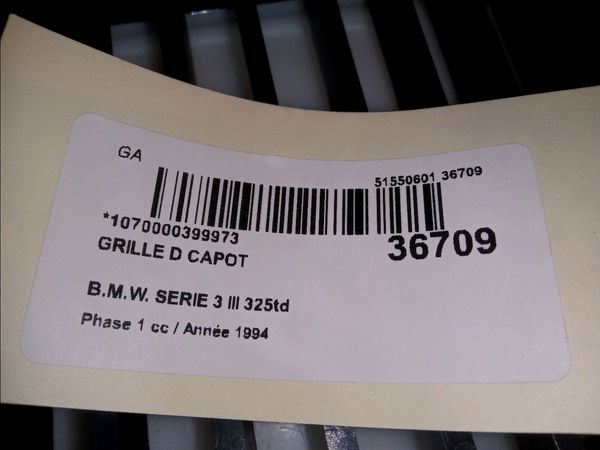 GA
51550601 36709
*1070000399973
36709
GRILLE D CAPOT
B.M.W. SERIE 3 III 325td
Phase 1 cc / Année 1994